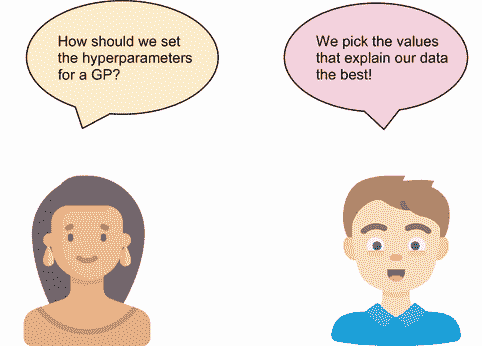 How should we set
the hyperparameters
for a GP?
We pick the values
that explain our data
the best!